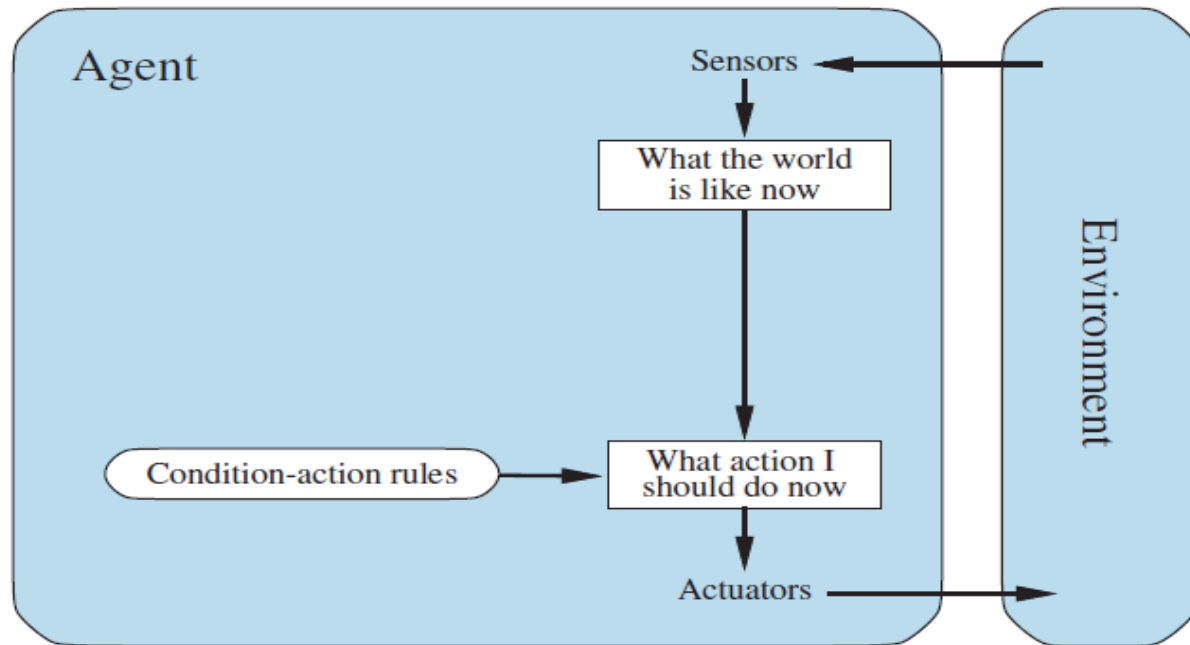 Agent
Sensors
What the world
is like now
Environment
Condition-action rules
What action I
should do now
Actuators